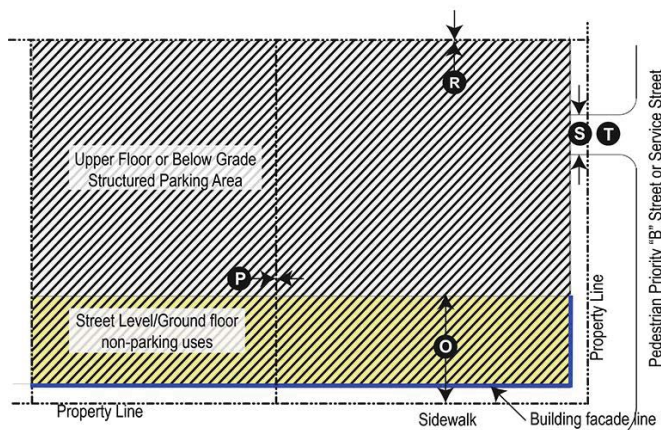 R
S
T
Upper Floor or Below Grade
Structured Parking Area
P
Street Level/Ground floor
non-parking uses
O
Property Line
Sidewalk
Building facade line
Property Line
Pedestrian Priority "B" Street or Service Street